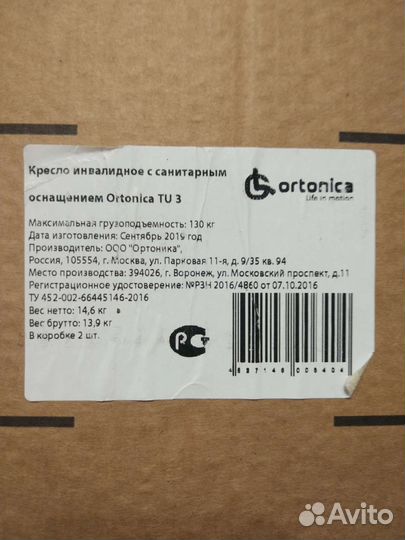 Кресло инвалидное с санитарным
оснащением Ortonica TU 3
ortonica
Life in motion
Максимальная грузоподъемность: 130 кг
Дата изготовления: Сентябрь 2019 год
Производитель: ООО "Ортоника",
Россия, 105554, г. Москва, ул. Парковая 11-я, д. 9/35 кв. 94
Место производства: 394026, г. Воронеж, ул. Московский проспект, д.11
Регистрационное удостоверение: №РЗН 2016/4860 от 07.10.2016
ТУ 452-002-66445146-2016
Вес нетто: 14,6 кг в
Вес брутто: 13,9 кг
В коробке 2 шт.
РСТ
4627146005404
Avito